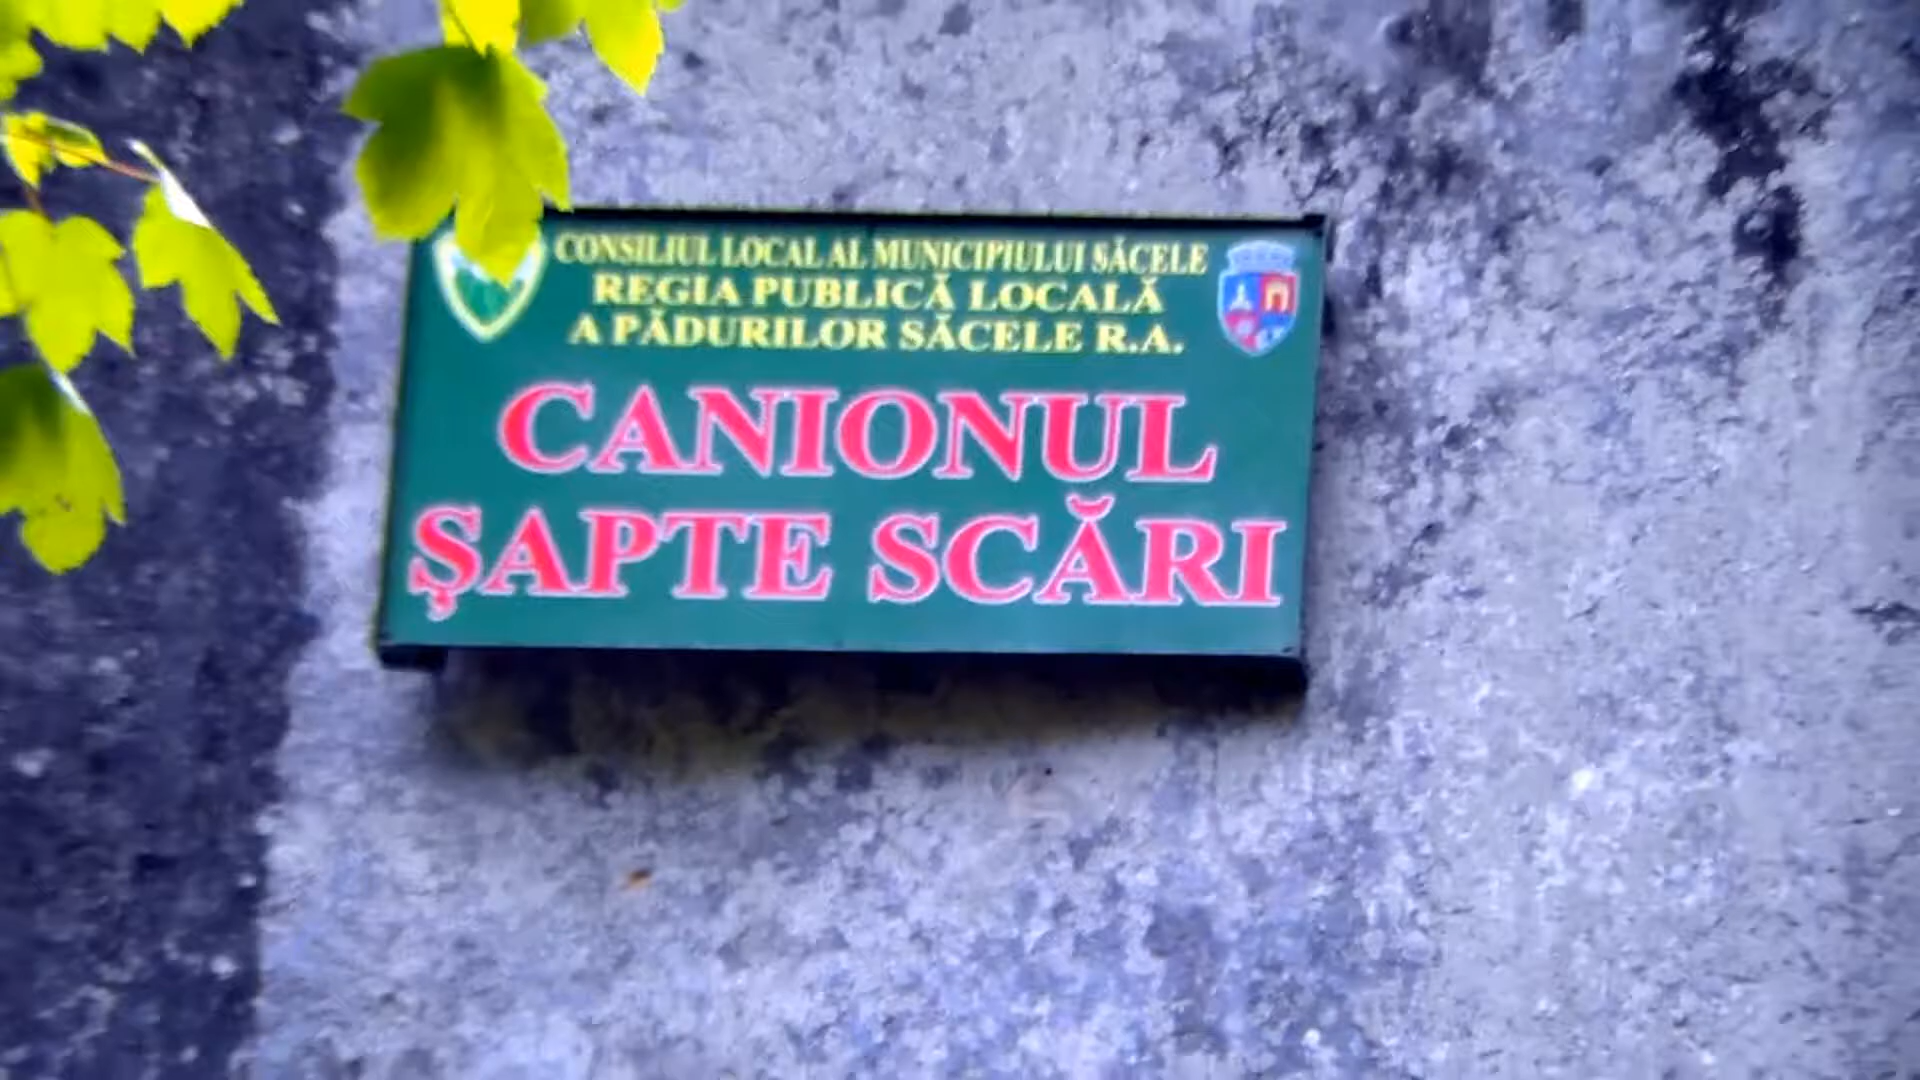 CONSILIUL LOCAL AL MUNICIPIULUI SĂCELE
REGIA PUBLICĂ LOCALĂ
A PĂDURILOR SĂCELE R.A.
CANIONUL
ŞAPTE SCĂRI